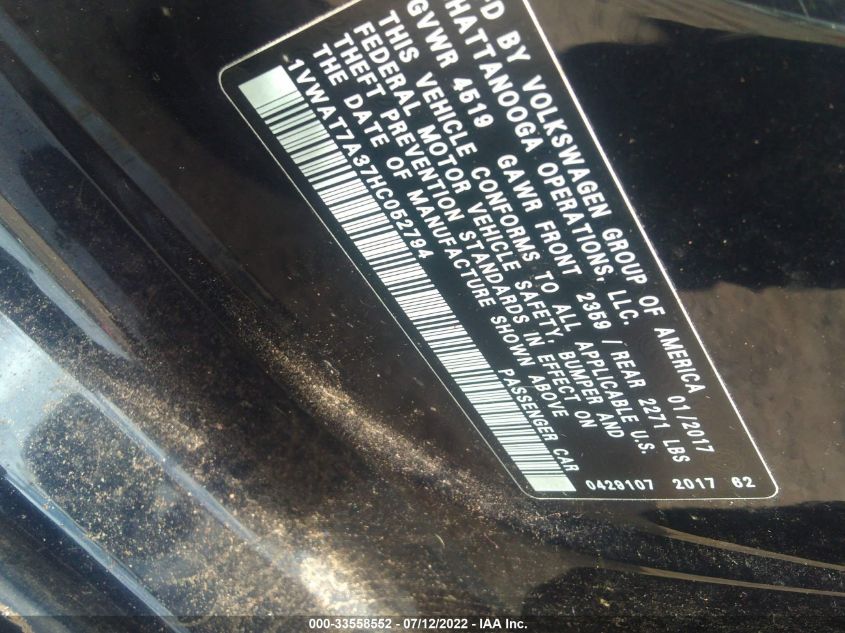 'D BY VOLKSWAGEN GROUP OF AMERICA 01/2017
HATTANOOGA OPERATIONS, LLC.
GVWR 4519 GAWR FRONT 2359 / REAR 2271 LBS
THIS VEHICLE CONFORMS TO ALL APPLICABLE U.S.
FEDERAL MOTOR VEHICLE SAFETY, BUMPER AND
THEFT PREVENTION STANDARDS IN EFFECT ON
THE DATE OF MANUFACTURE SHOWN ABOVE
1VWAT7A37HC052794 PASSENGER CAR
0429107 2017 62
000-33558552 - 07/12/2022 - IAA Inc.